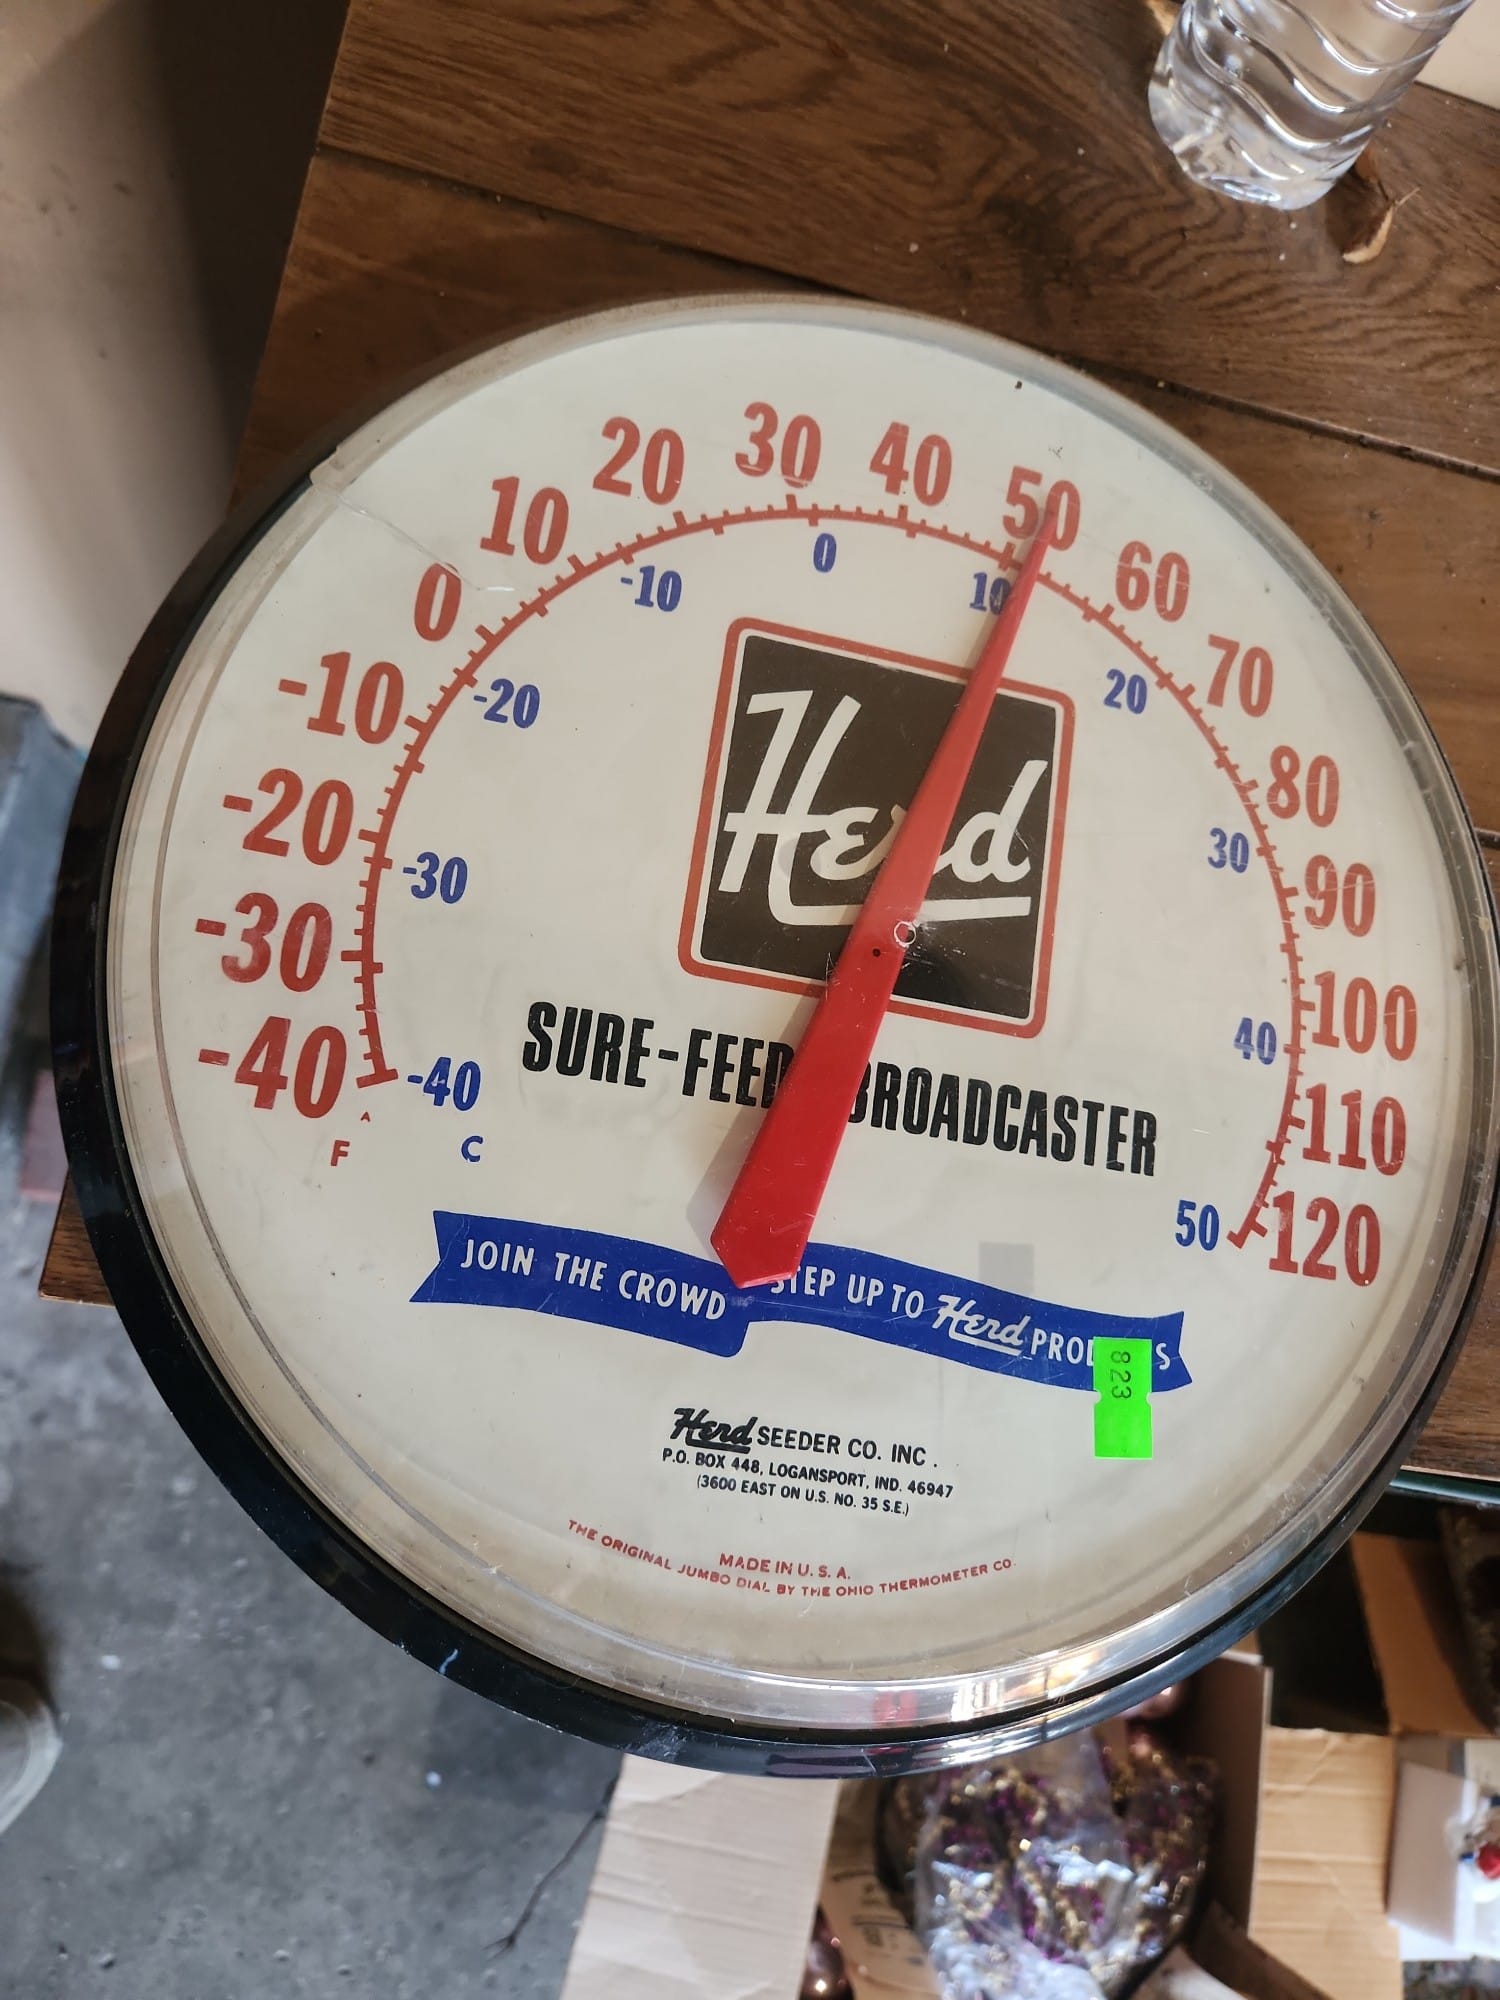 30 40
20 50
10 60
0 70
-10 80
-20 90
-30 100
-40 110
120
0
-10 10
-20 20
-30 30
-40 40
50
F C
Herd
SURE-FEED BROADCASTER
JOIN THE CROWD STEP UP TO Herd PROD S
823
Herd SEEDER CO. INC.
P.O. BOX 448, LOGANSPORT, IND. 46947
(3600 EAST ON U.S. NO. 35 S.E.)
MADE IN U.S.A.
THE ORIGINAL JUMBO DIAL BY THE OHIO THERMOMETER CO.